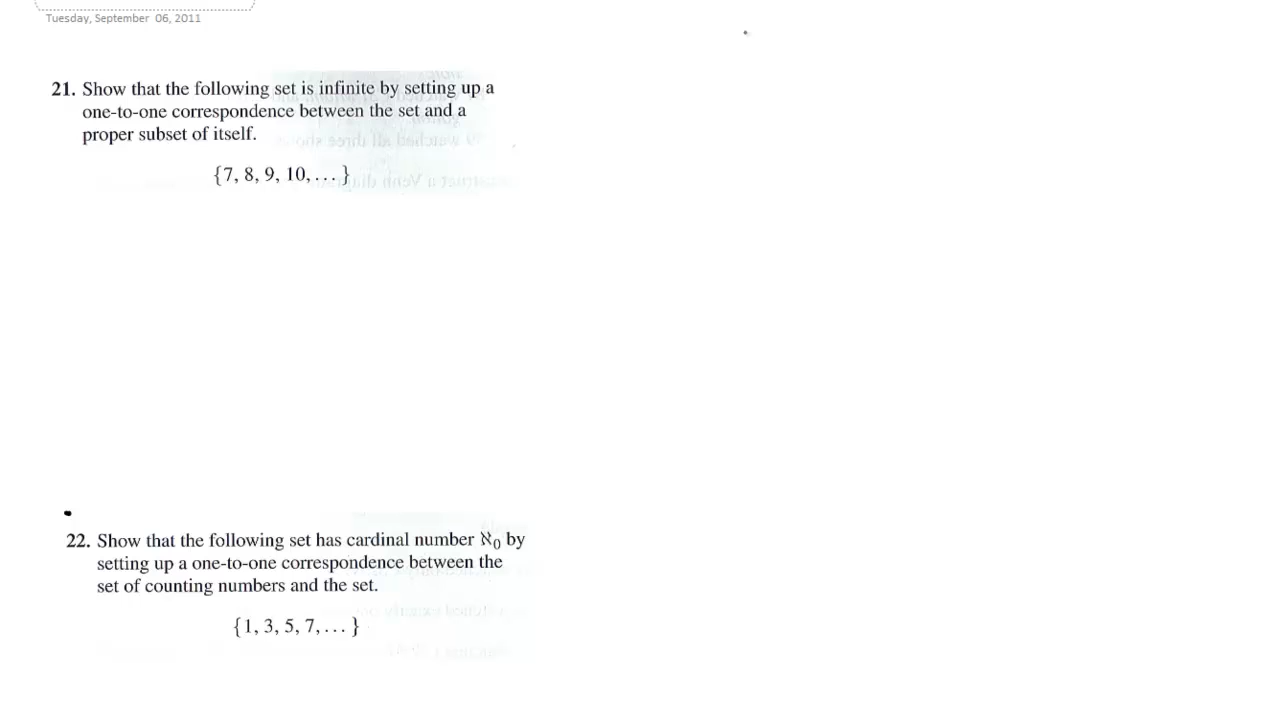 Tuesday, September 06, 2011
21. Show that the following set is infinite by setting up a
one-to-one correspondence between the set and a
proper subset of itself.
{7, 8, 9, 10, . . . }
22. Show that the following set has cardinal number ℵ₀ by
setting up a one-to-one correspondence between the
set of counting numbers and the set.
{1, 3, 5, 7, . . . }